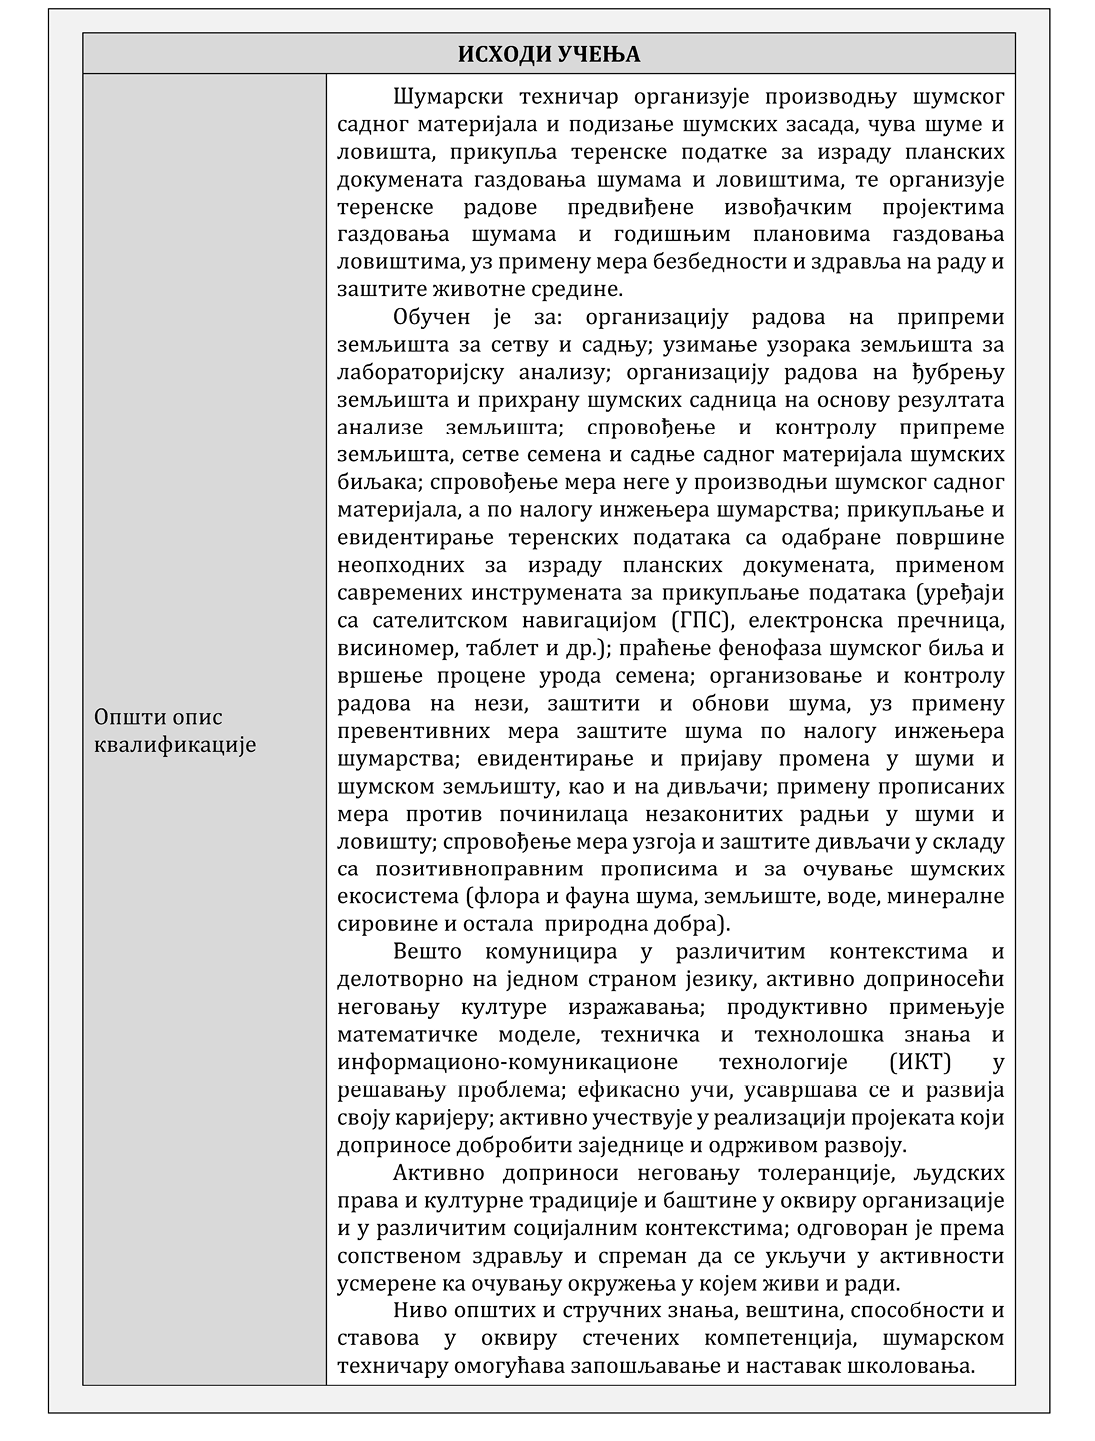 ИСХОДИ УЧЕЊА
Општи опис
квалификације
Шумарски техничар организује производњу шумског
садног материјала и подизање шумских засада, чува шуме и
ловишта, прикупља теренске податке за израду планских
докумената газдовања шумама и ловиштима, те организује
теренске радове предвиђене извођачким пројектима
газдовања шумама и годишњим плановима газдовања
ловиштима, уз примену мера безбедности и здравља на раду и
заштите животне средине.
Обучен је за: организацију радова на припреми
земљишта за сетву и садњу; узимање узорака земљишта за
лабораторијску анализу; организацију радова на ђубрењу
земљишта и прихрану шумских садница на основу резултата
анализе земљишта; спровођење и контролу припреме
земљишта, сетве семена и садње садног материјала шумских
биљака; спровођење мера неге у производњи шумског садног
материјала, а по налогу инжењера шумарства; прикупљање и
евидентирање теренских података са одабране површине
неопходних за израду планских докумената, применом
савремених инструмената за прикупљање података (уређаји
са сателитском навигацијом (ГПС), електронска пречница,
висиномер, таблет и др.); праћење фенофаза шумског биља и
вршење процене урода семена; организовање и контролу
радова на нези, заштити и обнови шума, уз примену
превентивних мера заштите шума по налогу инжењера
шумарства; евидентирање и пријаву промена у шуми и
шумском земљишту, као и на дивљачи; примену прописаних
мера против починилаца незаконитих радњи у шуми и
ловишту; спровођење мера узгоја и заштите дивљачи у складу
са позитивноправним прописима и за очување шумских
екосистема (флора и фауна шума, земљиште, воде, минералне
сировине и остала  природна добра).
Вешто комуницира у различитим контекстима и
делотворно на једном страном језику, активно доприносећи
неговању културе изражавања; продуктивно примењује
математичке моделе, техничка и технолошка знања и
информационо-комуникационе технологије (ИКТ) у
решавању проблема; ефикасно учи, усавршава се и развија
своју каријеру; активно учествује у реализацији пројеката који
доприносе добробити заједнице и одрживом развоју.
Активно доприноси неговању толеранције, људских
права и културне традиције и баштине у оквиру организације
и у различитим социјалним контекстима; одговоран је према
сопственом здрављу и спреман да се укључи у активности
усмерене ка очувању окружења у којем живи и ради.
Ниво општих и стручних знања, вештина, способности и
ставова у оквиру стечених компетенција, шумарском
техничару омогућава запошљавање и наставак школовања.